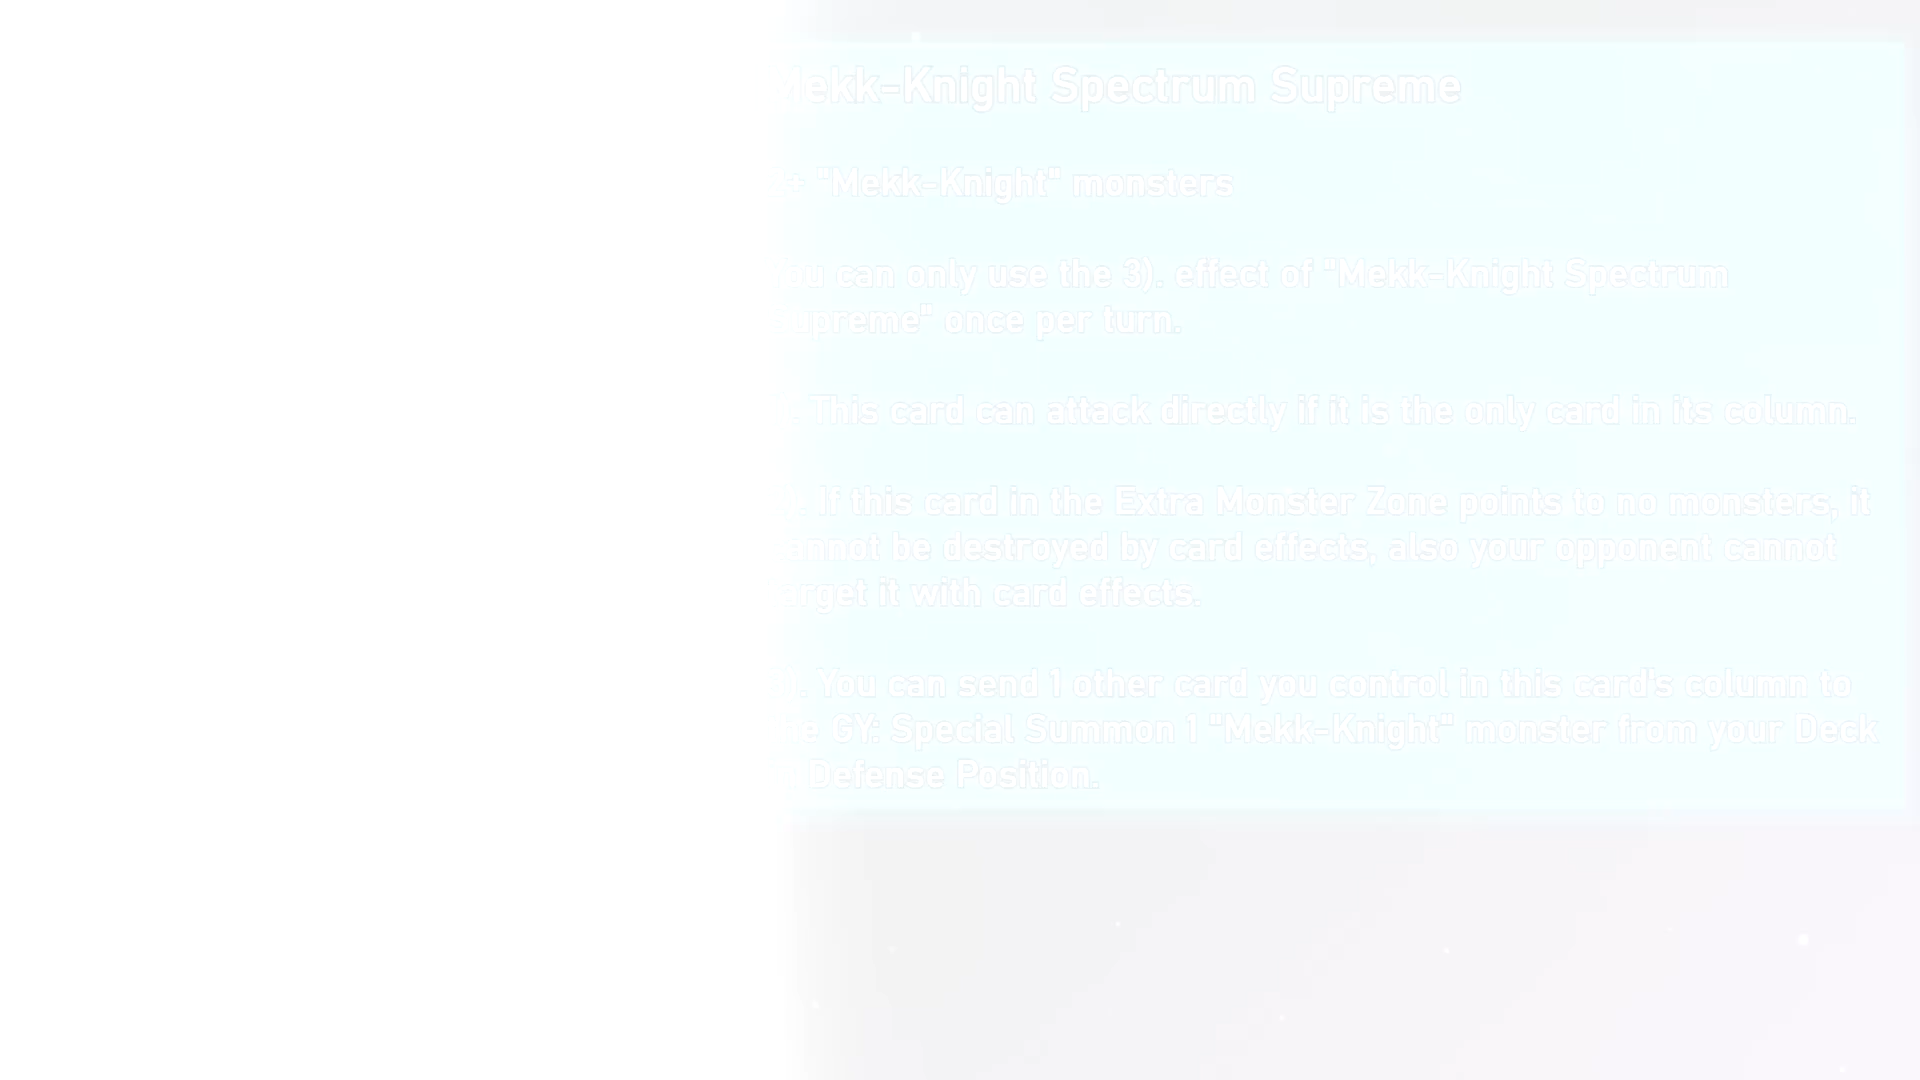 Mekk-Knight Spectrum Supreme
"Mekk-Knight" monsters
can only use the 3). effect of "Mekk-Knight Spectrum
Supreme" once per turn.
This card can attack directly if it is the only card in its column.
If this card in the Extra Monster Zone points to no monsters, it
cannot be destroyed by card effects, also your opponent cannot
target it with card effects.
You can send 1 other card you control in this card's column to
GY: Special Summon 1 "Mekk-Knight" monster from your Deck
Defense Position.